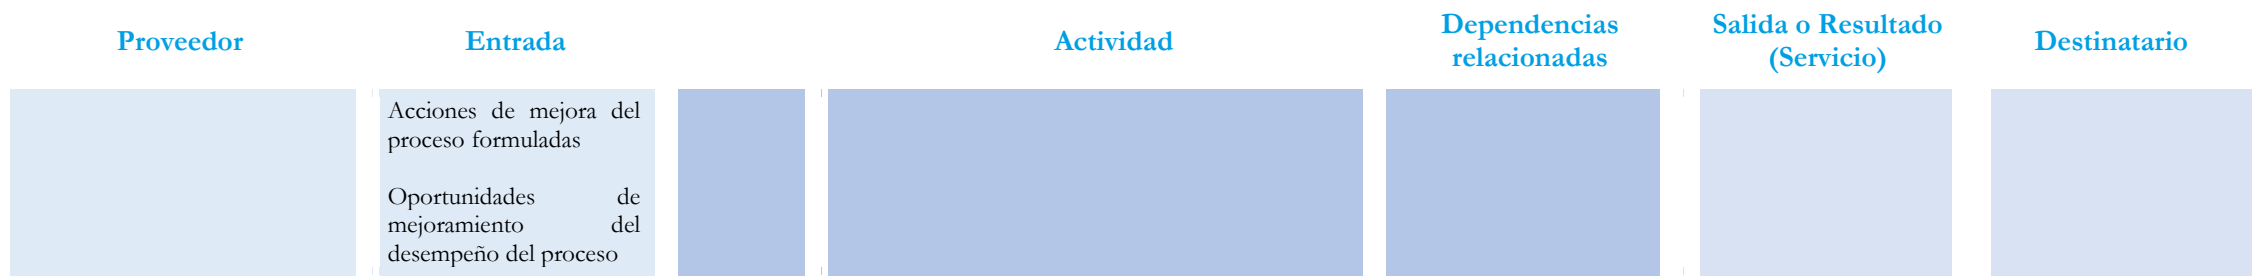 Proveedor
Entrada
Actividad
Dependencias
relacionadas
Salida o Resultado
(Servicio)
Destinatario
Acciones de mejora del
proceso formuladas
Oportunidades de
mejoramiento del
desempeño del proceso